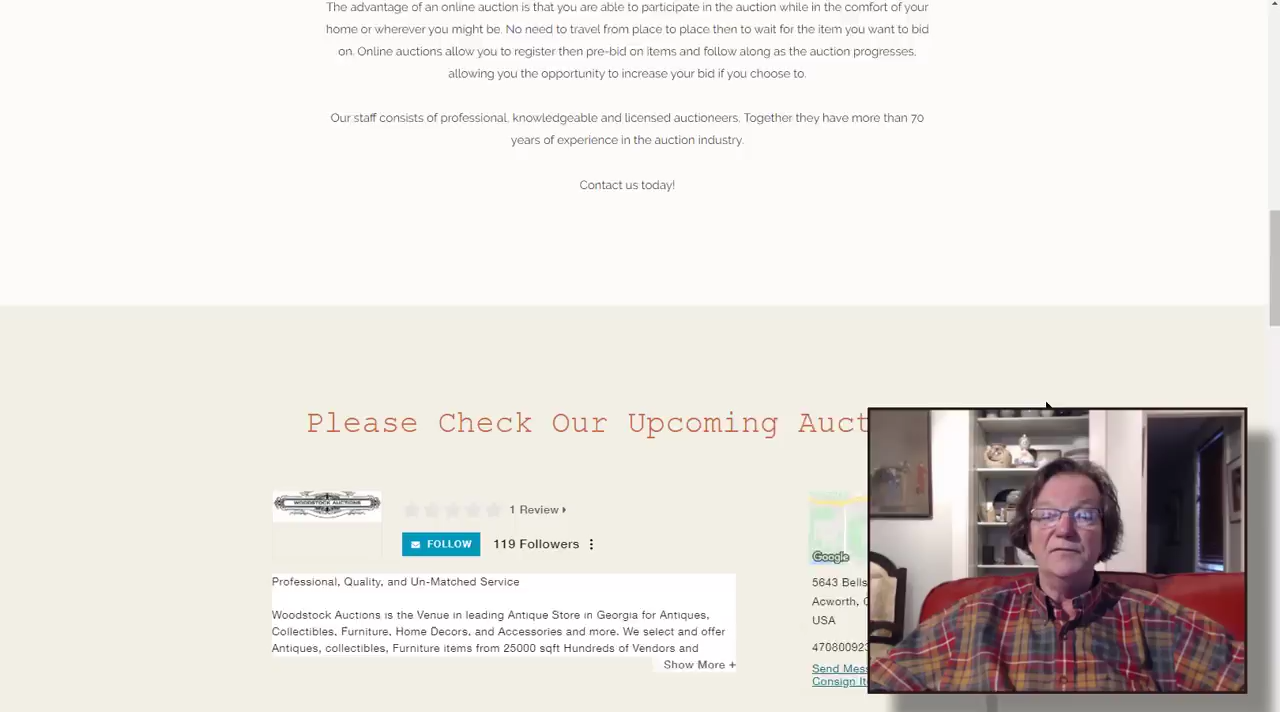 The advantage of an online auction is that you are able to participate in the auction while in the comfort of your
home or wherever you might be. No need to travel from place to place then to wait for the item you want to bid
on. Online auctions allow you to register then pre-bid on items and follow along as the auction progresses,
allowing you the opportunity to increase your bid if you choose to.
Our staff consists of professional, knowledgeable and licensed auctioneers. Together they have more than 70
years of experience in the auction industry.
Contact us today!
Please Check Our Upcoming Auct
WOODSTOCK AUCTIONS
1 Review
FOLLOW
119 Followers
Professional, Quality, and Un-Matched Service
Woodstock Auctions is the Venue in leading Antique Store in Georgia for Antiques,
Collectibles, Furniture, Home Decors, and Accessories and more. We select and offer
Antiques, collectibles, Furniture items from 25000 sqft Hundreds of Vendors and
Show More +
Google
5643 Bells
Acworth, G
USA
470800923
Send Mess
Consign Ite